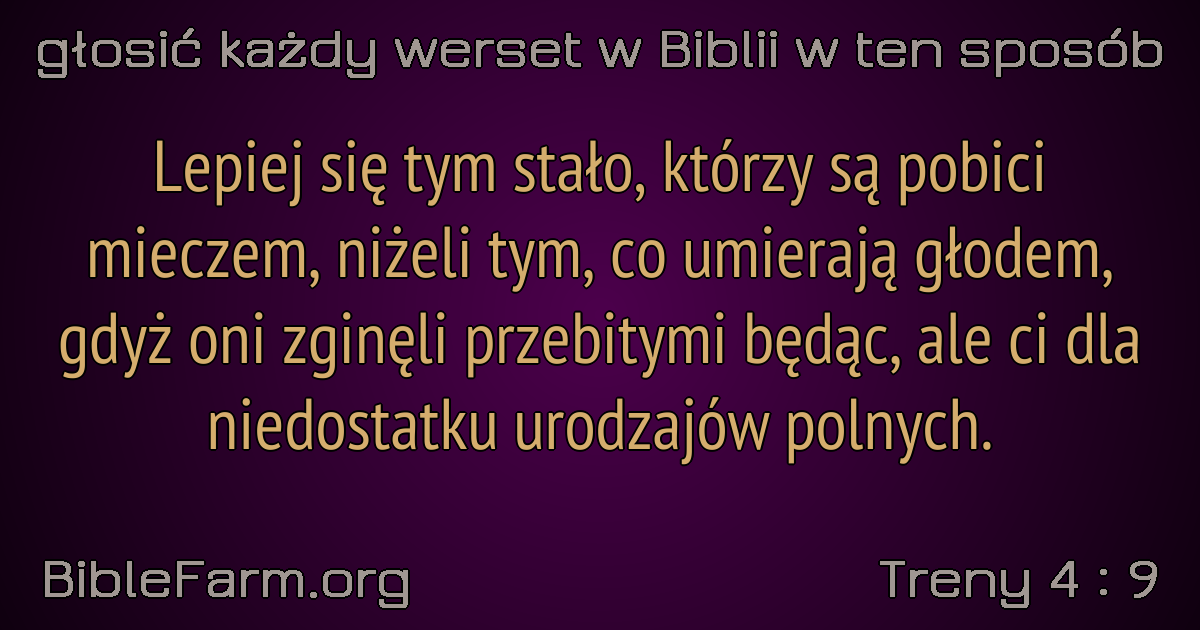 głosić każdy werset w Biblii w ten sposób
Lepiej się tym stało, którzy są pobici
mieczem, niżeli tym, co umierają głodem,
gdyż oni zginęli przebitymi będąc, ale ci dla
niedostatku urodzajów polnych.
BibleFarm.org
Treny 4 : 9